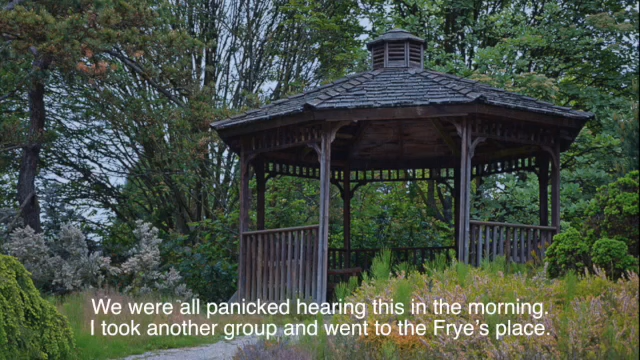 We were all panicked hearing this in the morning.
I took another group and went to the Frye's place.